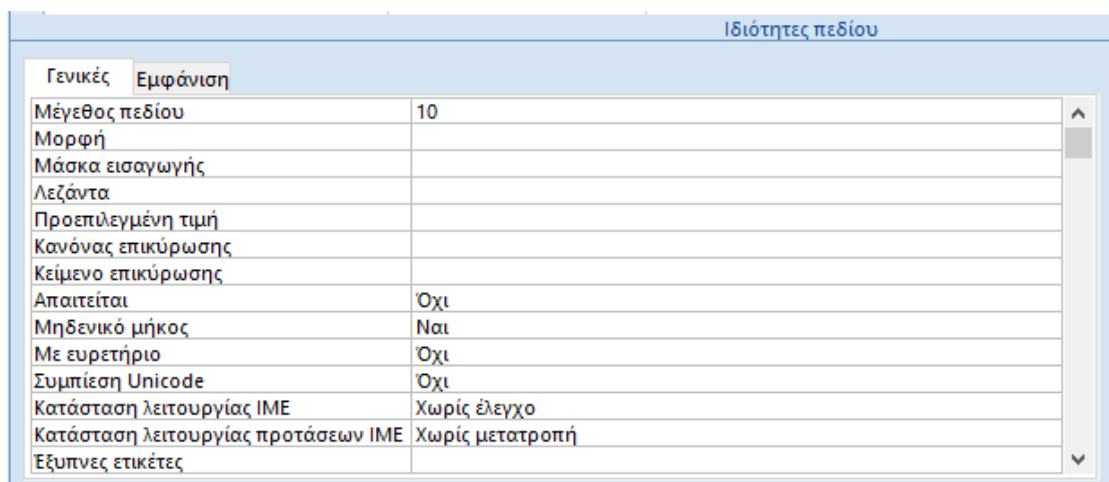 Ιδιότητες πεδίου
Γενικές Εμφάνιση
Μέγεθος πεδίου 10
Μορφή
Μάσκα εισαγωγής
Λεζάντα
Προεπιλεγμένη τιμή
Κανόνας επικύρωσης
Κείμενο επικύρωσης
Απαιτείται Όχι
Μηδενικό μήκος Ναι
Με ευρετήριο Όχι
Συμπίεση Unicode Όχι
Κατάσταση λειτουργίας IME Χωρίς έλεγχο
Κατάσταση λειτουργίας προτάσεων IME Χωρίς μετατροπή
Έξυπνες ετικέτες